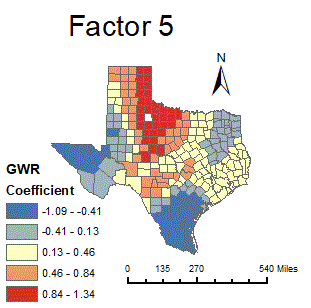 Factor 5
N
GWR
Coefficient
-1.09 - -0.41
-0.41 - 0.13
0.13 - 0.46
0.46 - 0.84
0.84 - 1.34
0 135 270 540 Miles